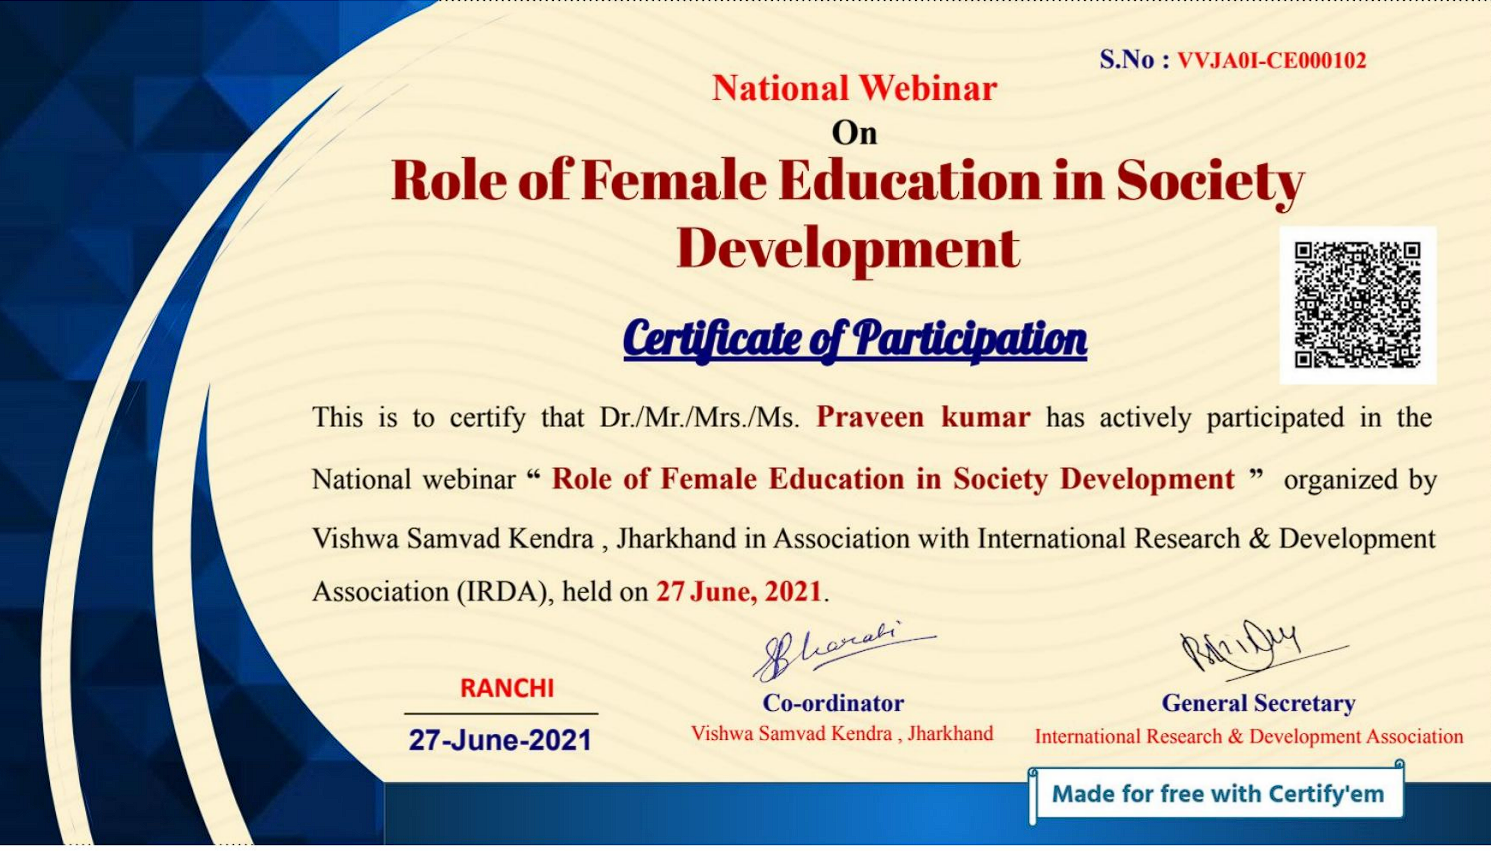 S.No : VVJA0I-CE000102
National Webinar
On
Role of Female Education in Society
Development
Certificate of Participation
This is to certify that Dr./Mr./Mrs./Ms. Praveen kumar has actively participated in the
National webinar “ Role of Female Education in Society Development ” organized by
Vishwa Samvad Kendra , Jharkhand in Association with International Research & Development
Association (IRDA), held on 27 June, 2021.
RANCHI
27-June-2021
Co-ordinator
Vishwa Samvad Kendra , Jharkhand
General Secretary
International Research & Development Association
Made for free with Certify'em